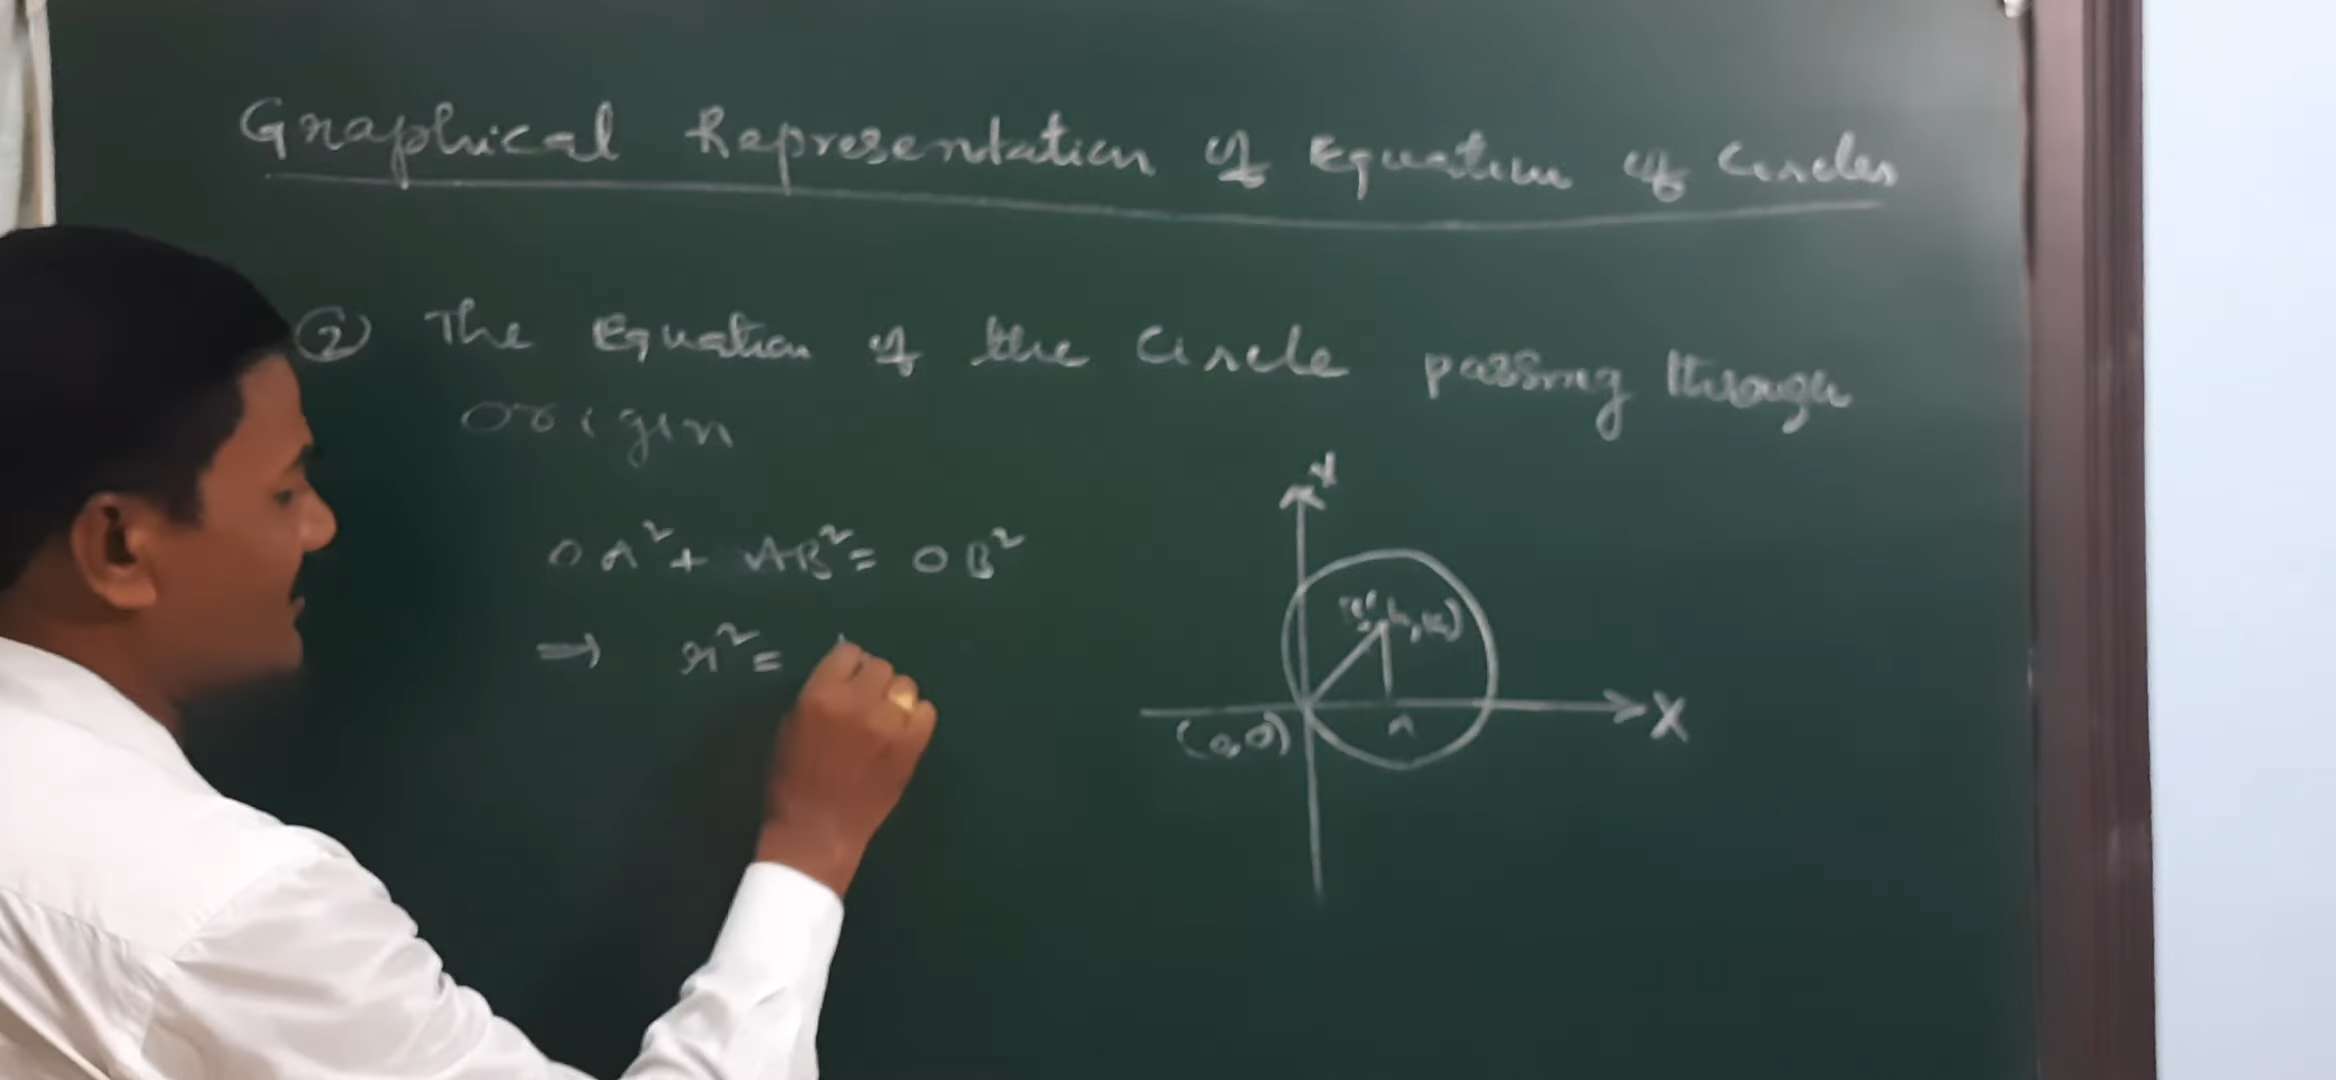 Graphical Representation of Equation of Circles
② The Equation of the Circle passing through
origin
OA² + AB² = OB²
⇒ r² =
Y
h, k)
X
(0,0)
A